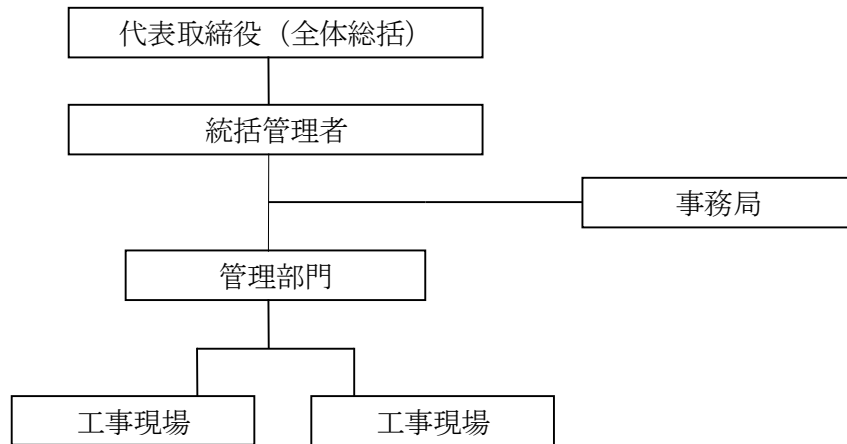 代表取締役（全体総括）
統括管理者
事務局
管理部門
工事現場
工事現場